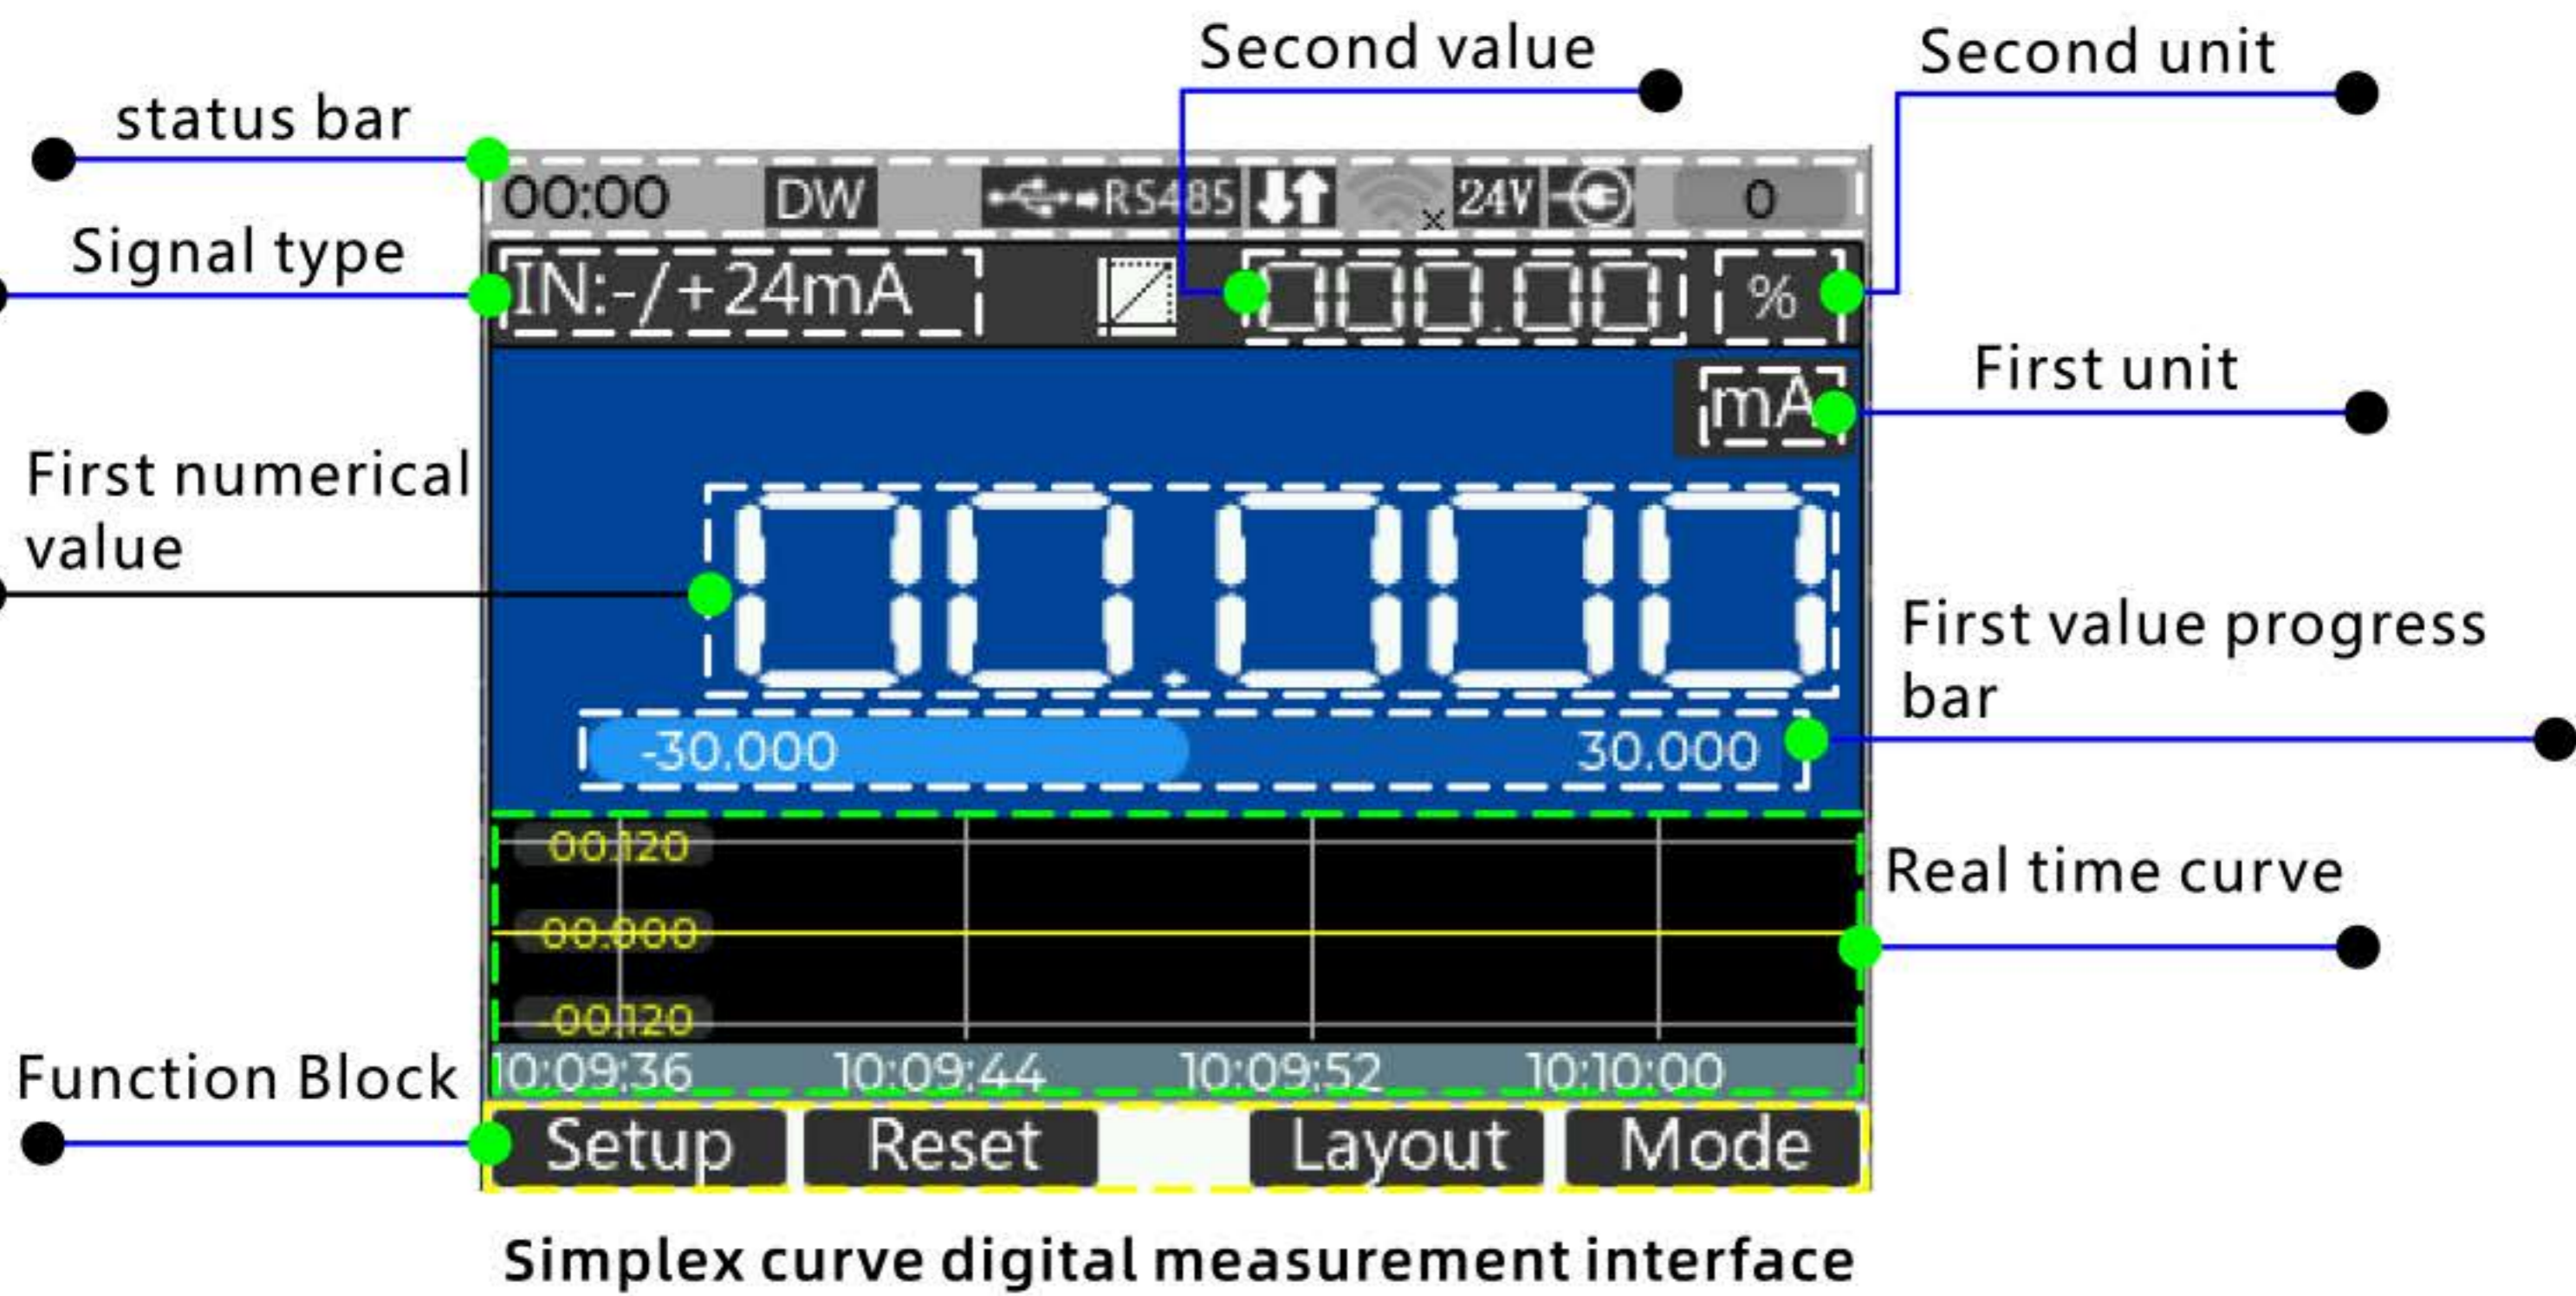 Second value
Second unit
status bar
00:00 DW RS485 24V 0
Signal type
IN:-/+24mA 000.00 %
First unit
mA
First numerical
value
00.000
First value progress
bar
-30.000 30.000
00.120
Real time curve
00.000
-00.120
10:09:36 10:09:44 10:09:52 10:10:00
Function Block
Setup Reset Layout Mode
Simplex curve digital measurement interface